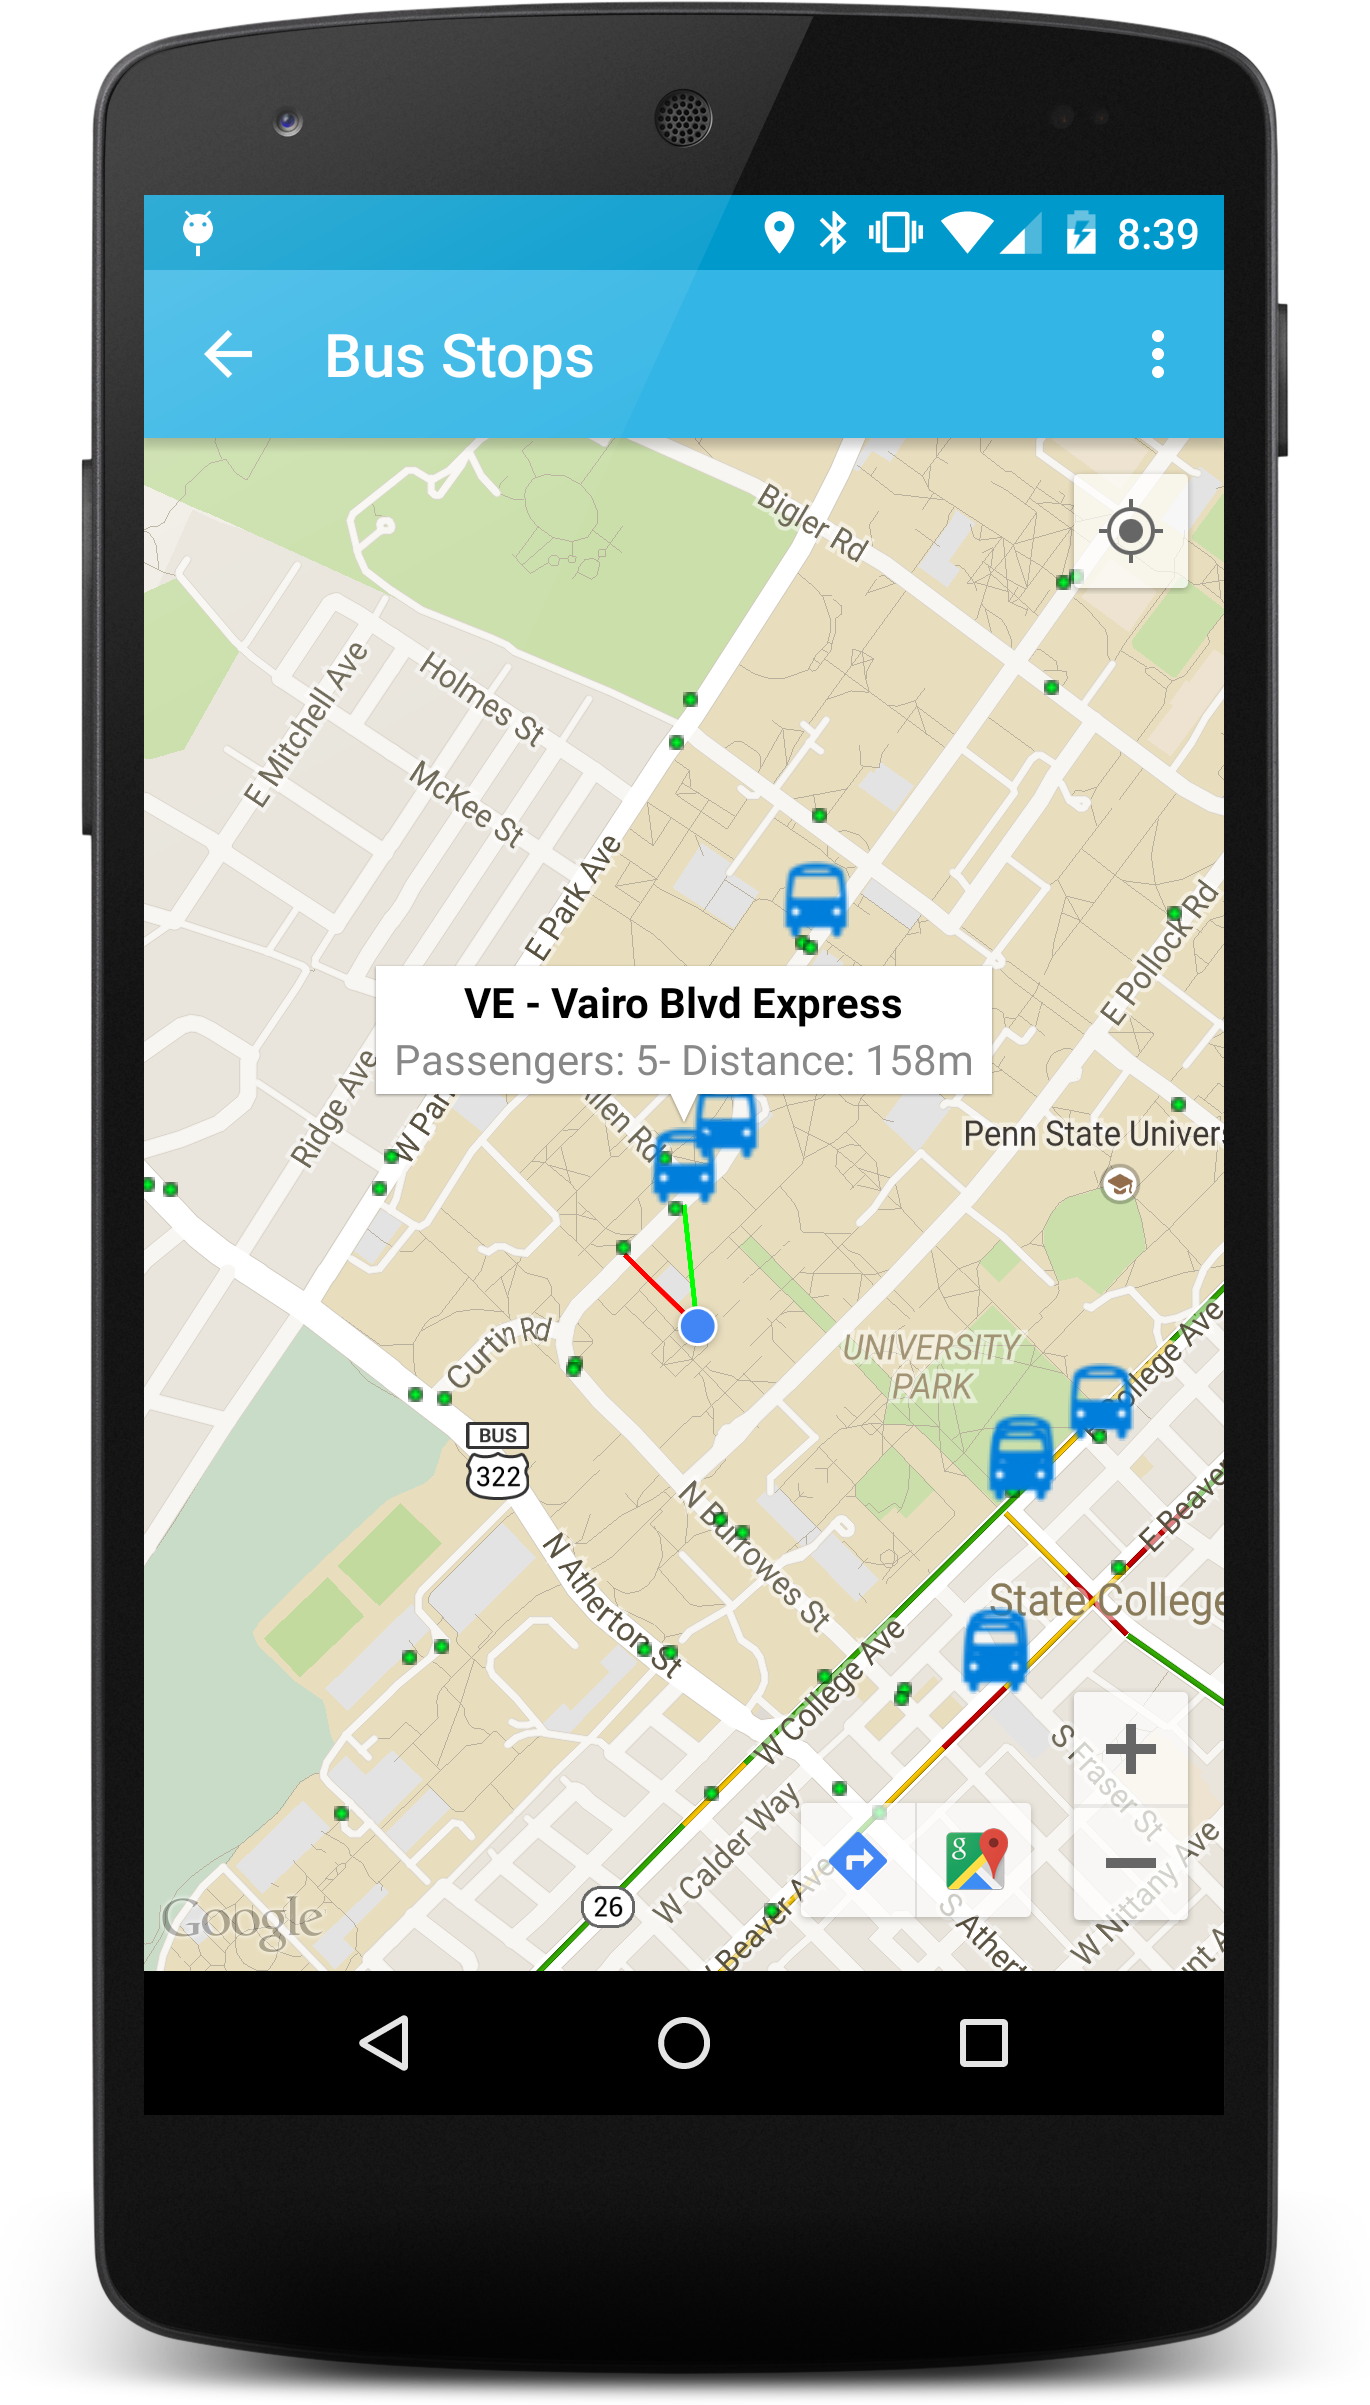 8:39
Bus Stops
Bigler Rd
Holmes St
E Mitchell Ave
McKee St
E Park Ave
E Pollock Rd
VE - Vairo Blvd Express
Passengers: 5- Distance: 158m
Ridge Ave
W Par
llen Rd
Penn State Univers
Curtin Rd
UNIVERSITY
PARK
College Ave
BUS
322
N Burrowes St
E Beaver
N Atherton St
State College
W College Ave
S Fraser St
W Calder Way
W Nittany Ave
g
26
Google
Beaver Ave
S Athert
nt A